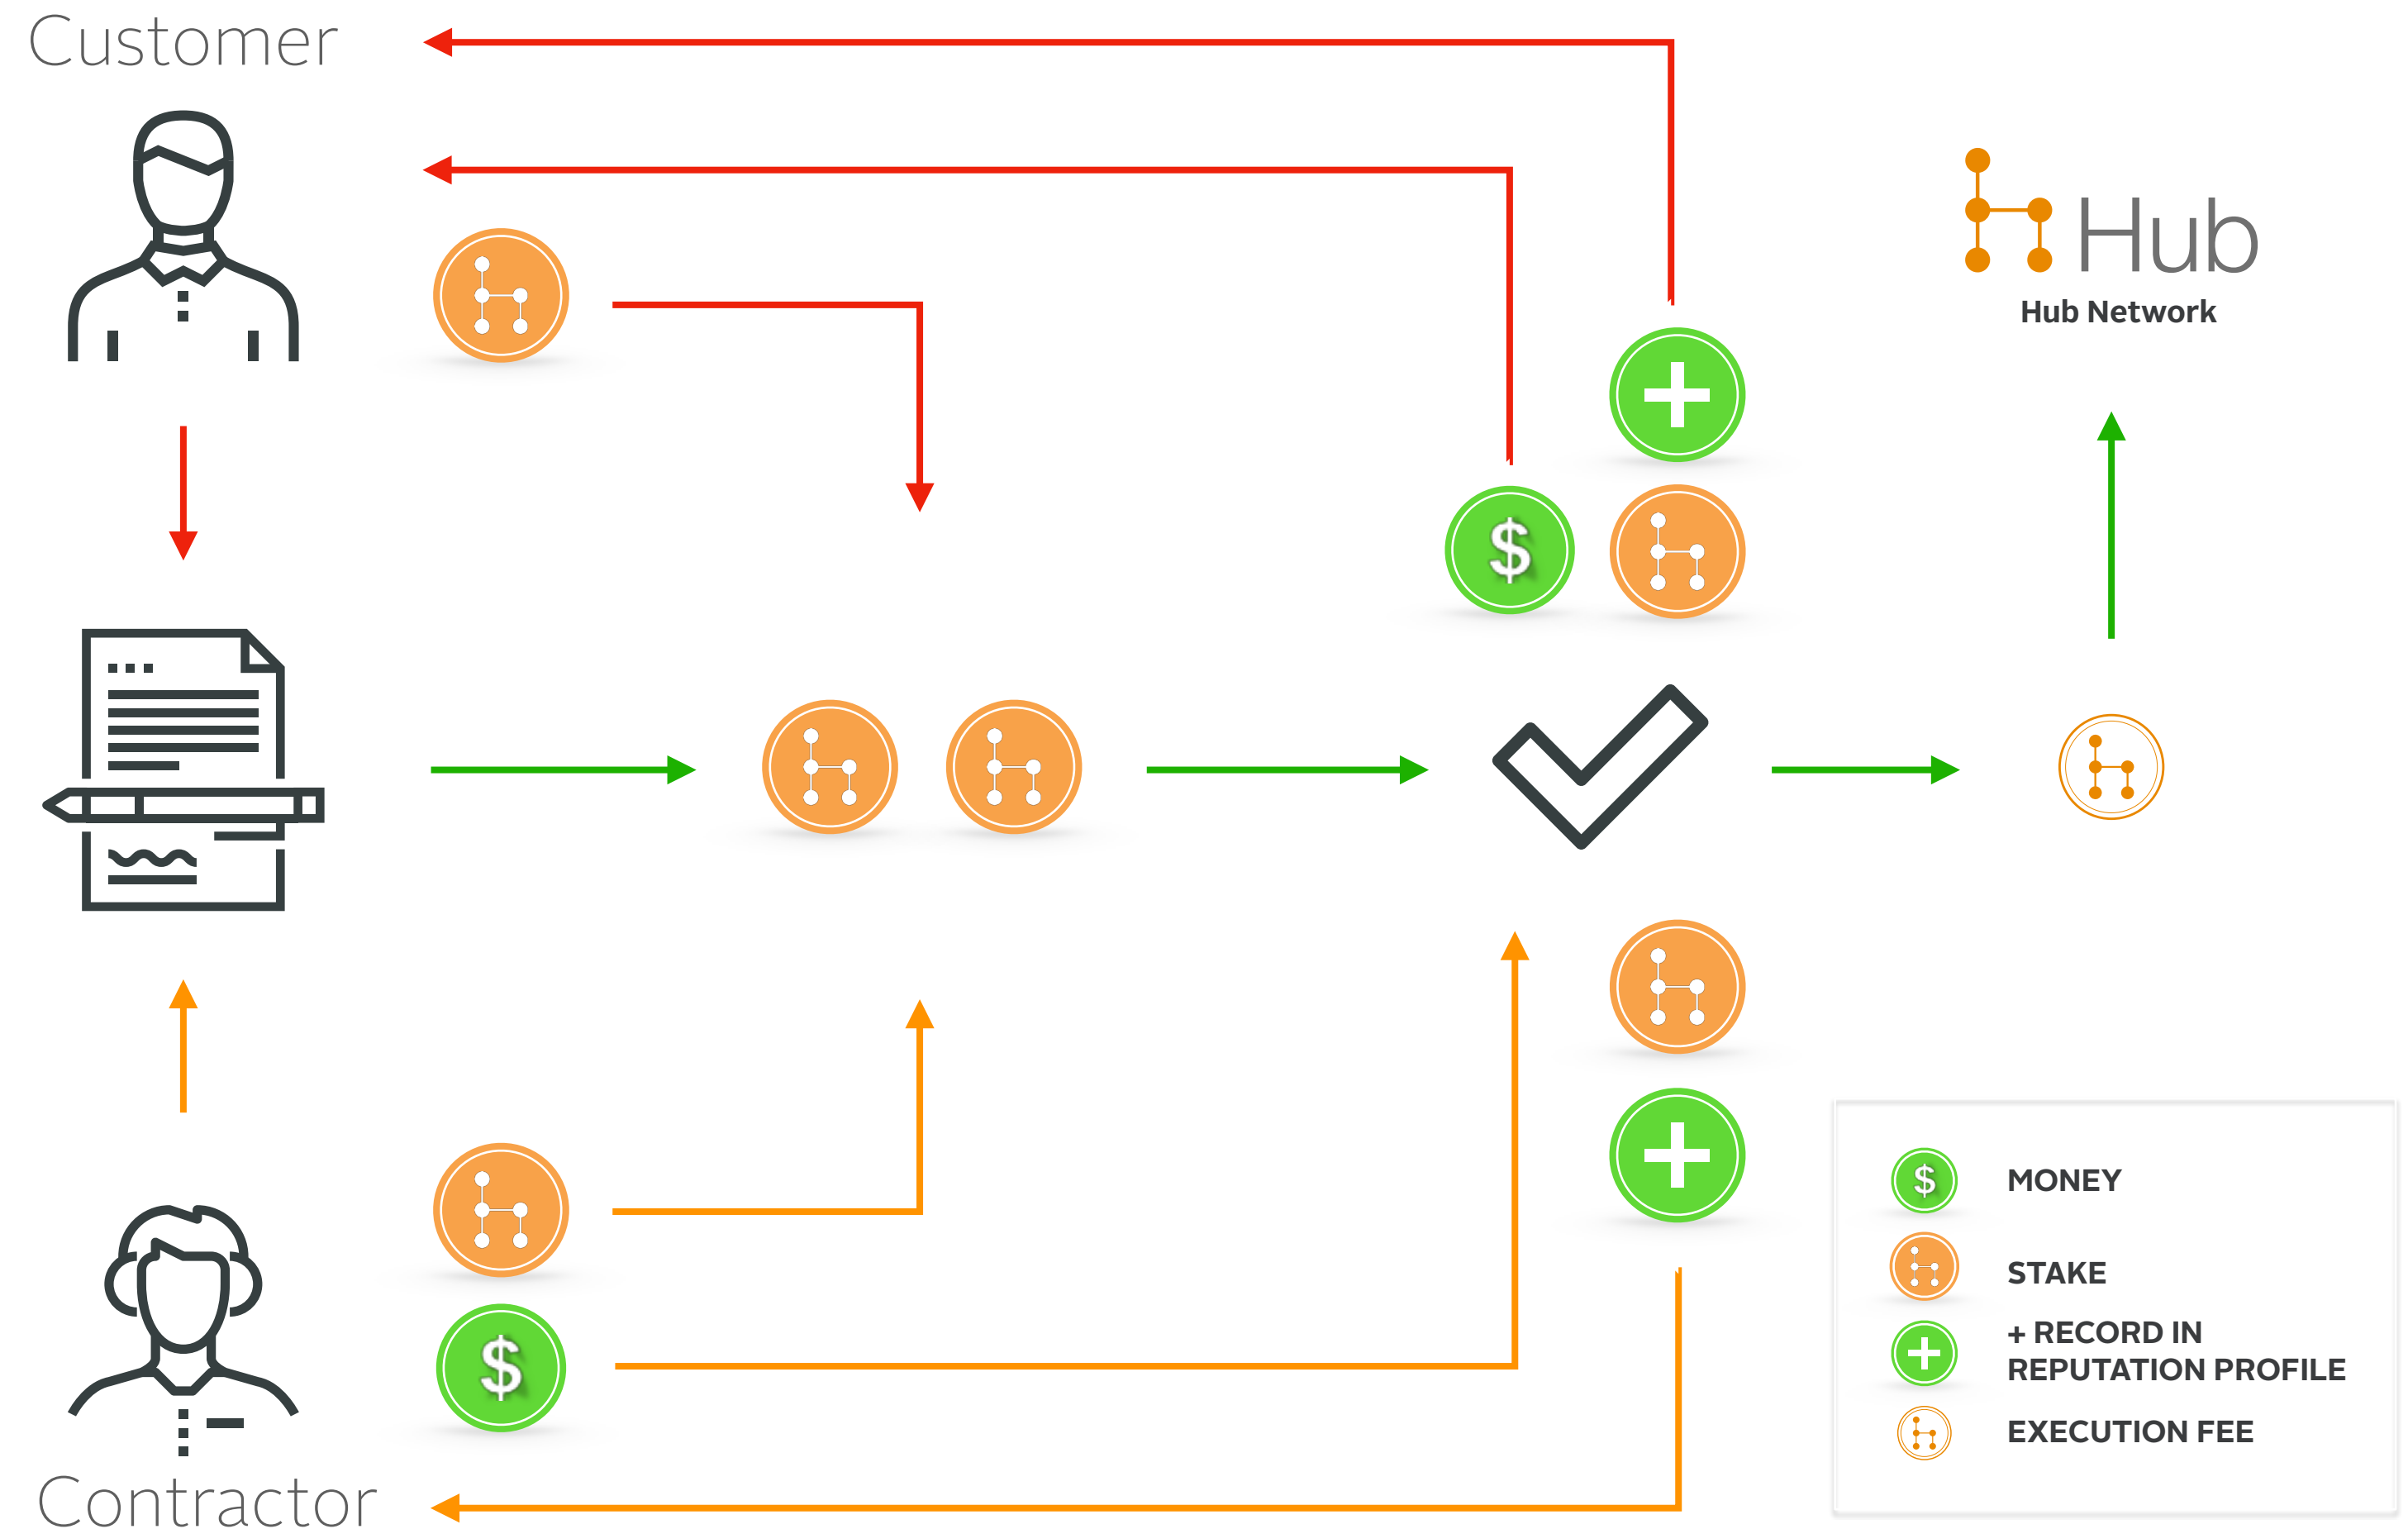 Customer
Hub
Hub Network
$
$
Contractor
$
MONEY
STAKE
+ RECORD IN
REPUTATION PROFILE
EXECUTION FEE